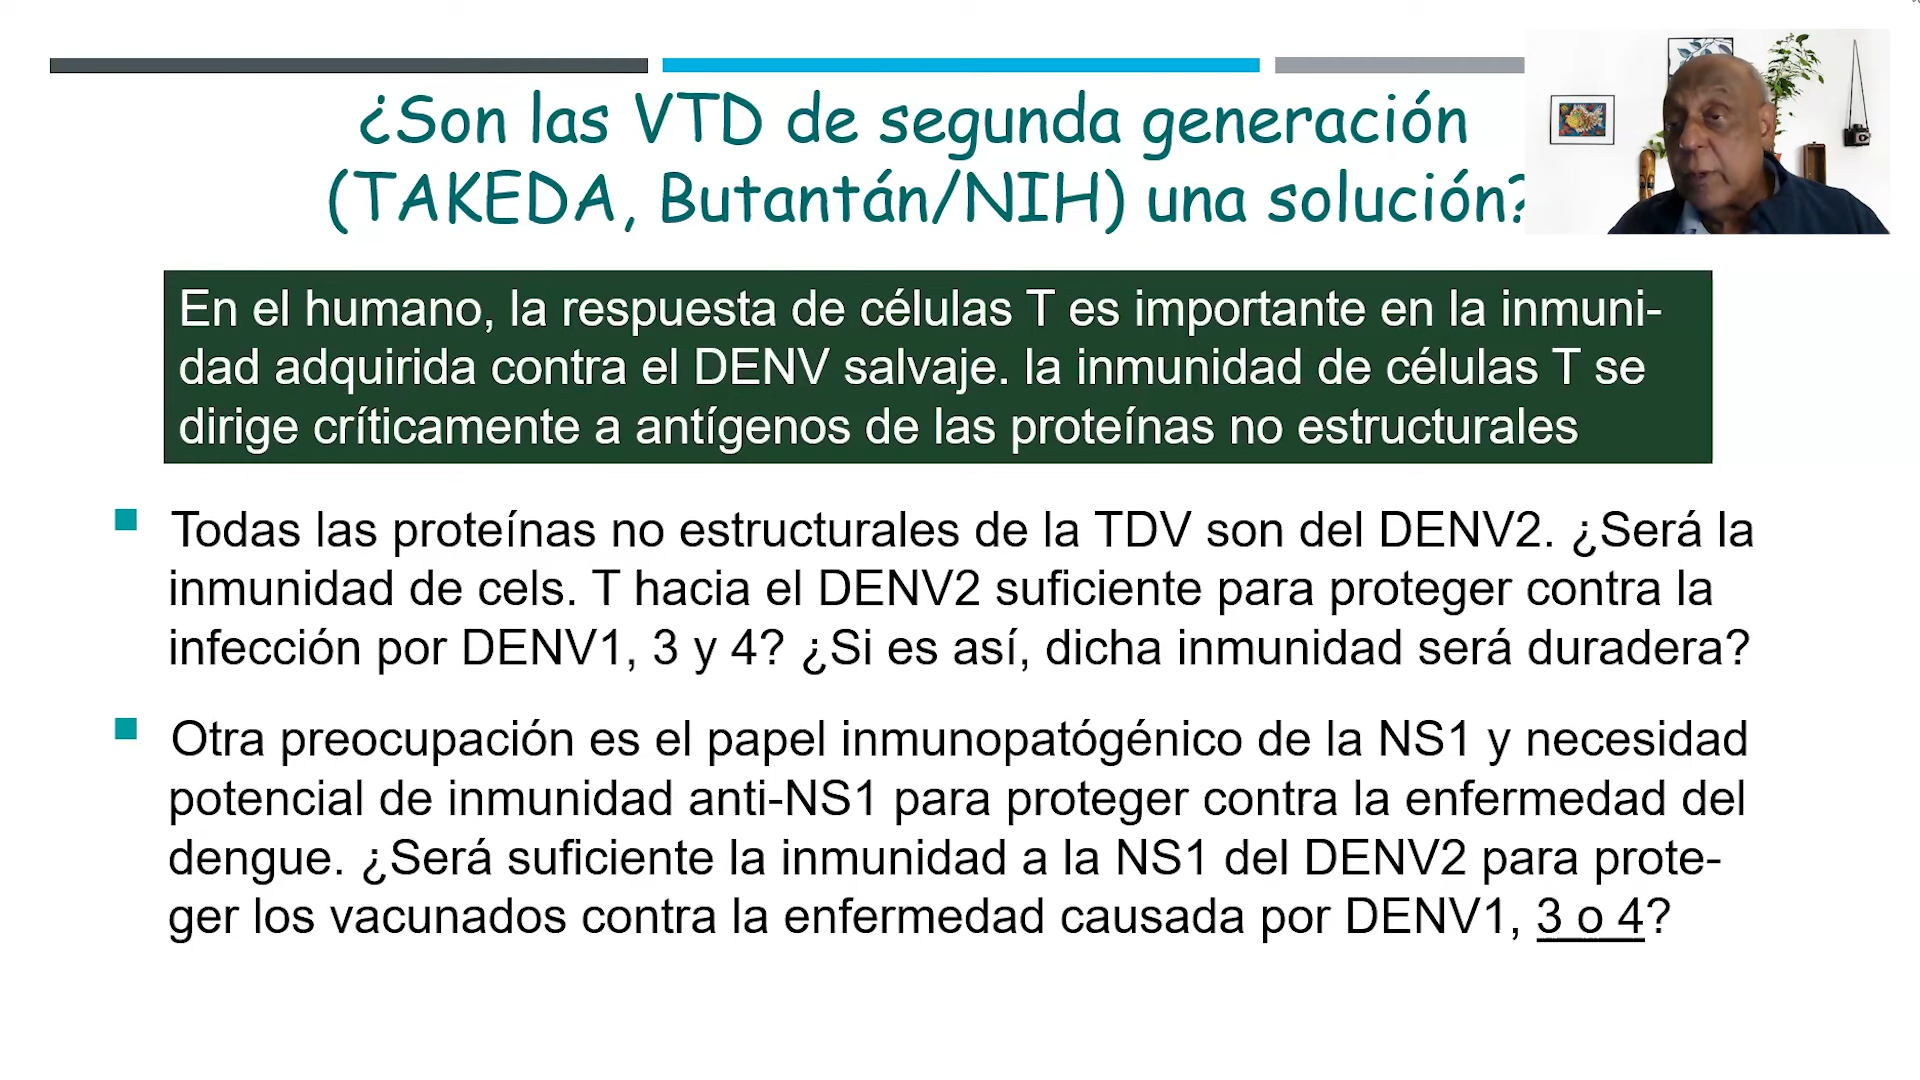 ¿Son las VTD de segunda generación
(TAKEDA, Butantán/NIH) una solución?
En el humano, la respuesta de células T es importante en la inmuni-
dad adquirida contra el DENV salvaje. la inmunidad de células T se
dirige críticamente a antígenos de las proteínas no estructurales
Todas las proteínas no estructurales de la TDV son del DENV2. ¿Será la
inmunidad de cels. T hacia el DENV2 suficiente para proteger contra la
infección por DENV1, 3 y 4? ¿Si es así, dicha inmunidad será duradera?
Otra preocupación es el papel inmunopatógénico de la NS1 y necesidad
potencial de inmunidad anti-NS1 para proteger contra la enfermedad del
dengue. ¿Será suficiente la inmunidad a la NS1 del DENV2 para prote-
ger los vacunados contra la enfermedad causada por DENV1, 3 o 4?